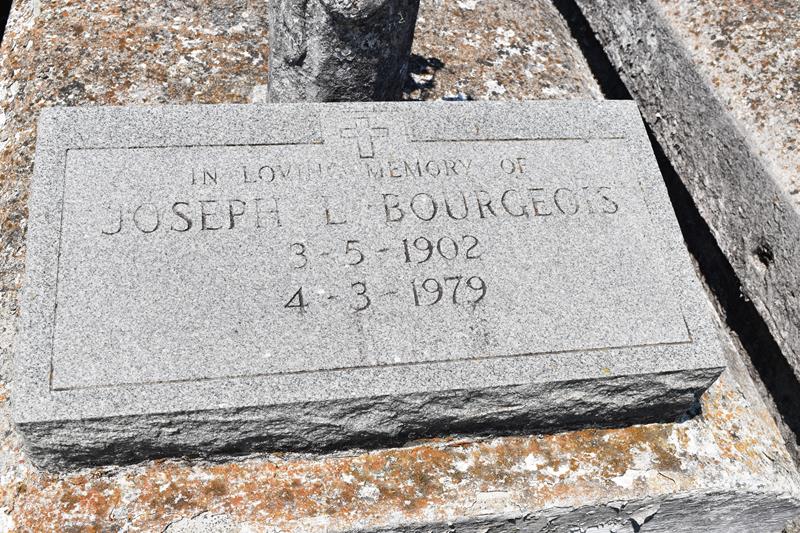 IN LOVING MEMORY OF
JOSEPH L BOURGEOIS
3-5-1902
4-3-1979